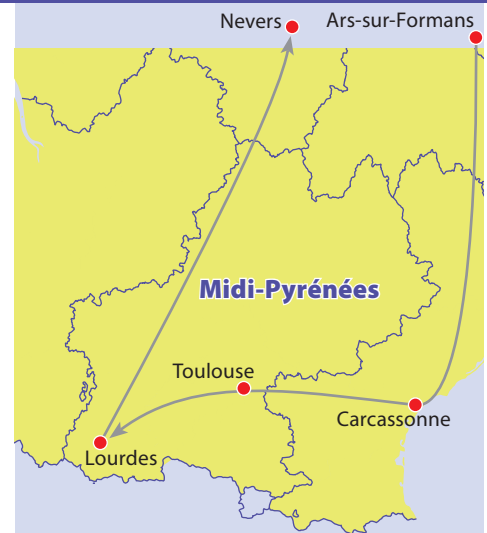 Nevers
Ars-sur-Formans
Midi-Pyrénées
Toulouse
Carcassonne
Lourdes